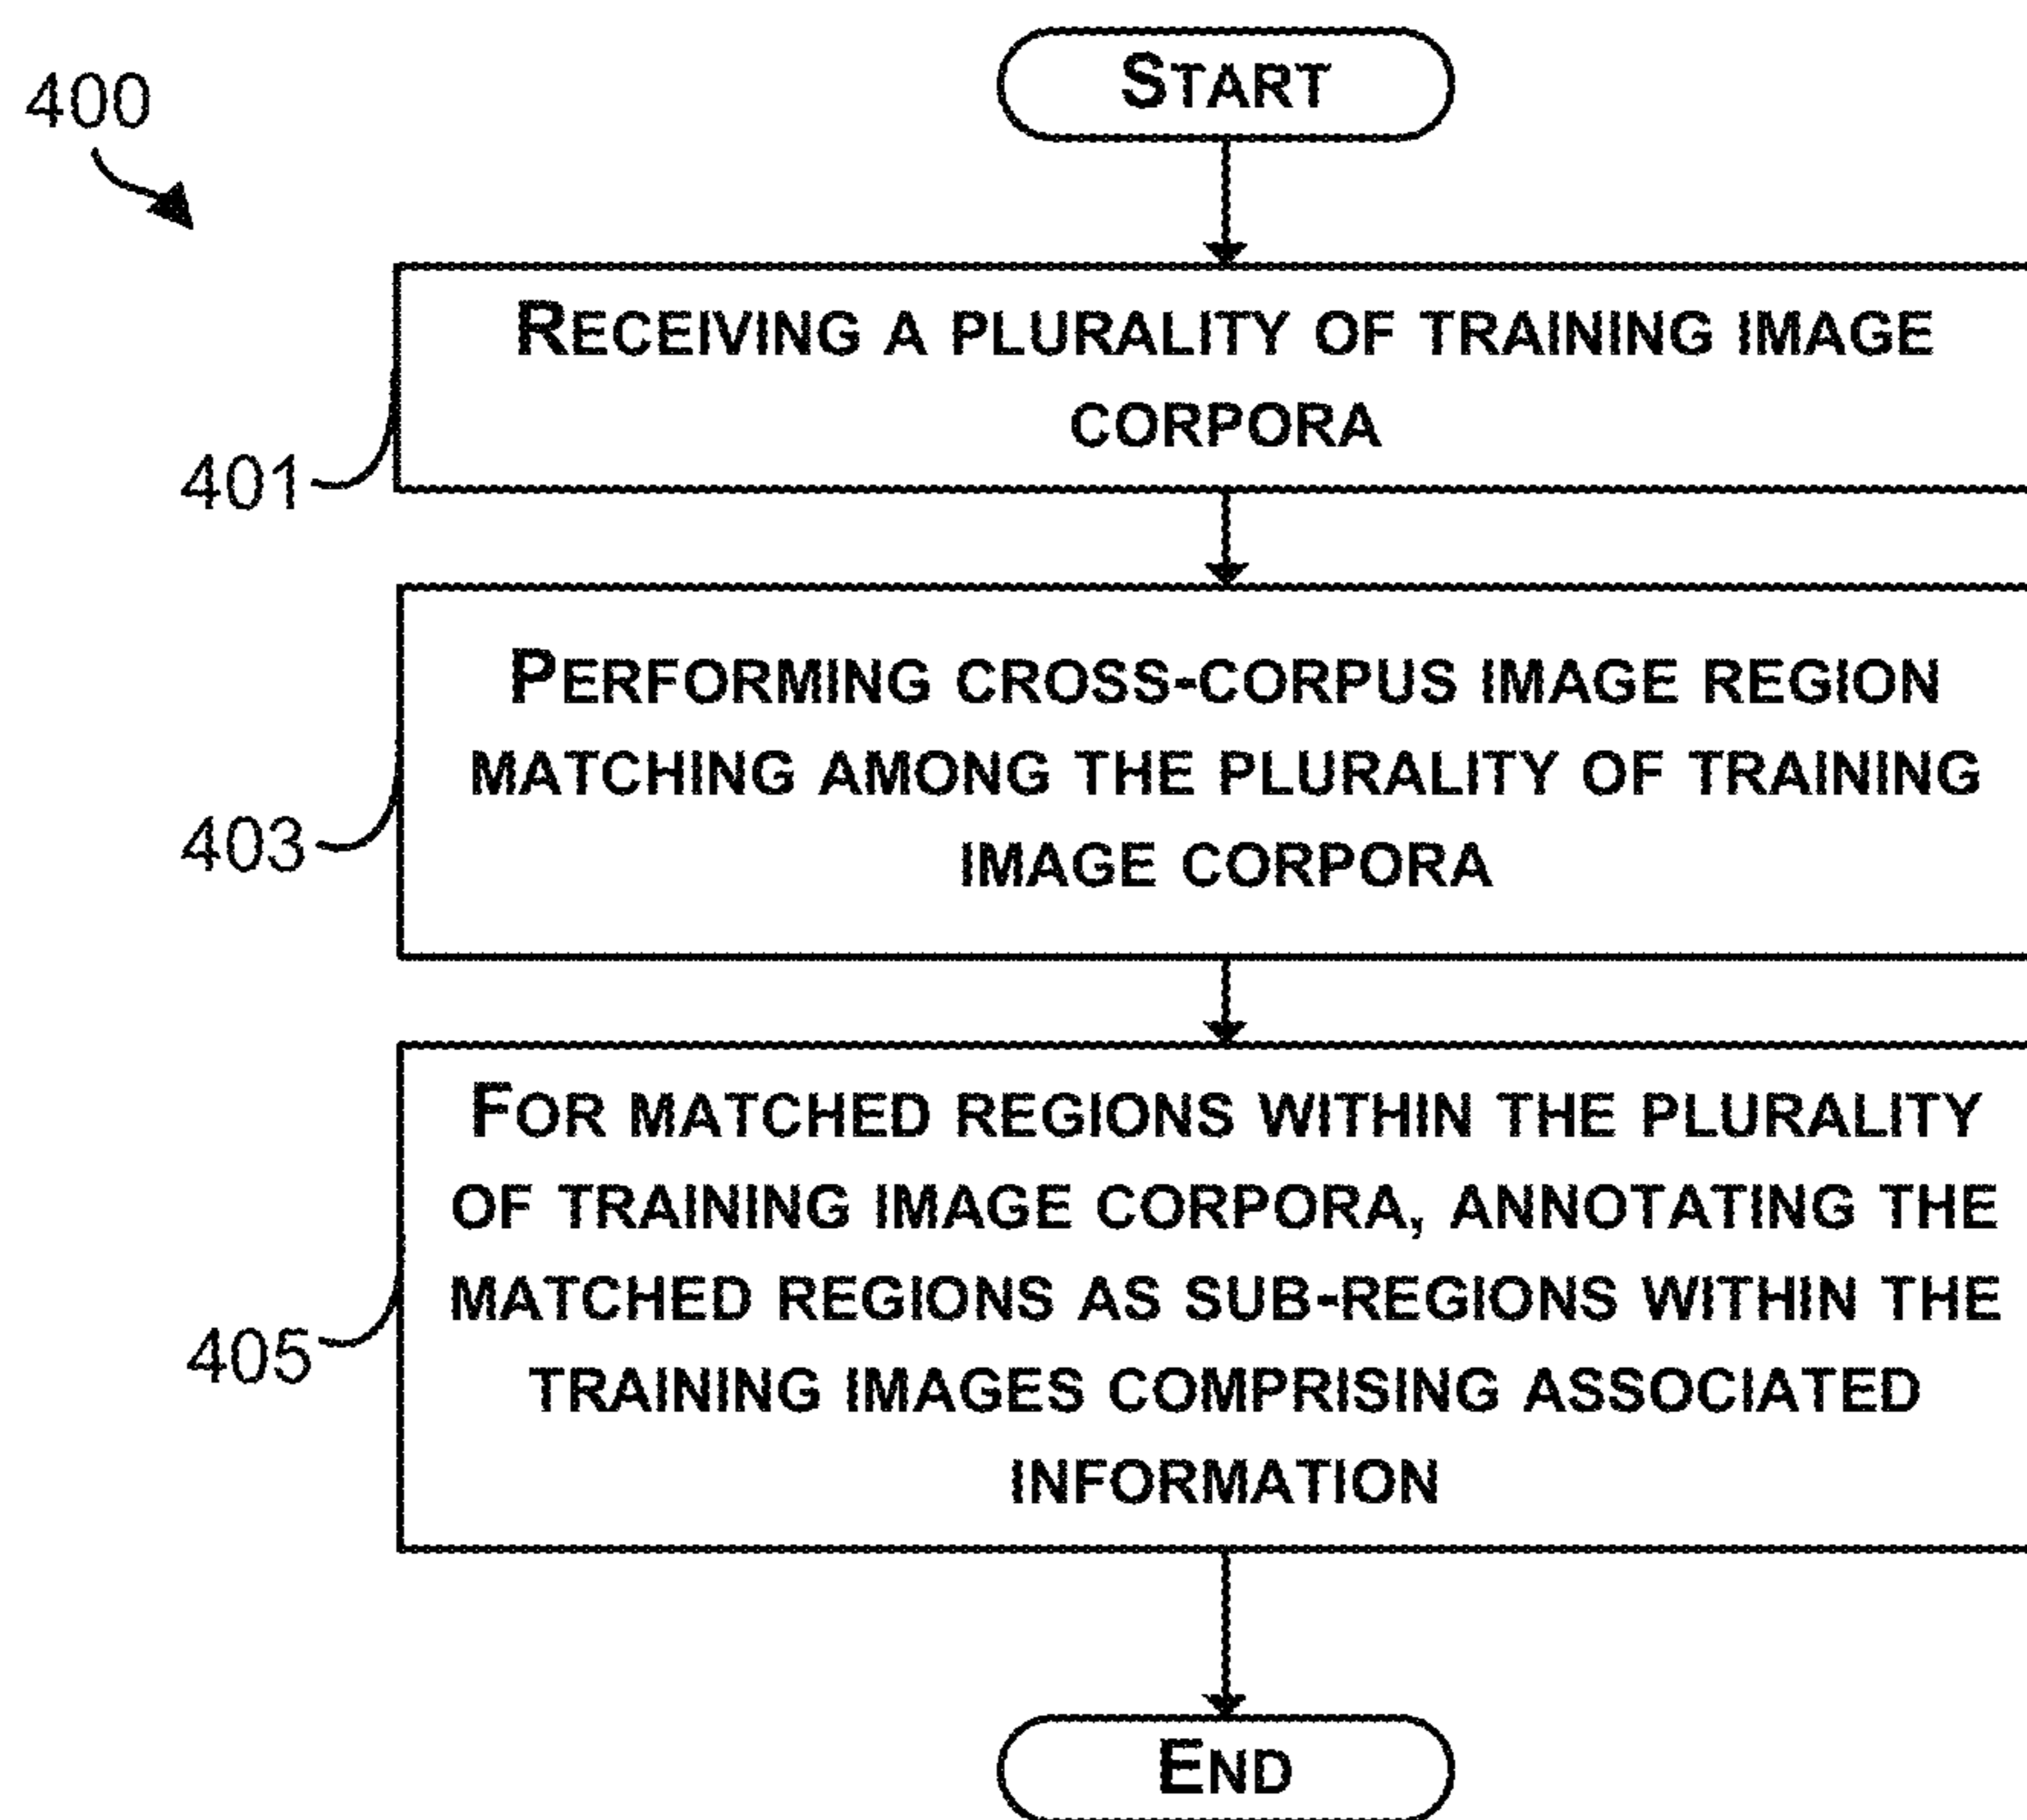 400
START
RECEIVING A PLURALITY OF TRAINING IMAGE
CORPORA
401
PERFORMING CROSS-CORPUS IMAGE REGION
MATCHING AMONG THE PLURALITY OF TRAINING
IMAGE CORPORA
403
FOR MATCHED REGIONS WITHIN THE PLURALITY
OF TRAINING IMAGE CORPORA, ANNOTATING THE
MATCHED REGIONS AS SUB-REGIONS WITHIN THE
TRAINING IMAGES COMPRISING ASSOCIATED
INFORMATION
405
END